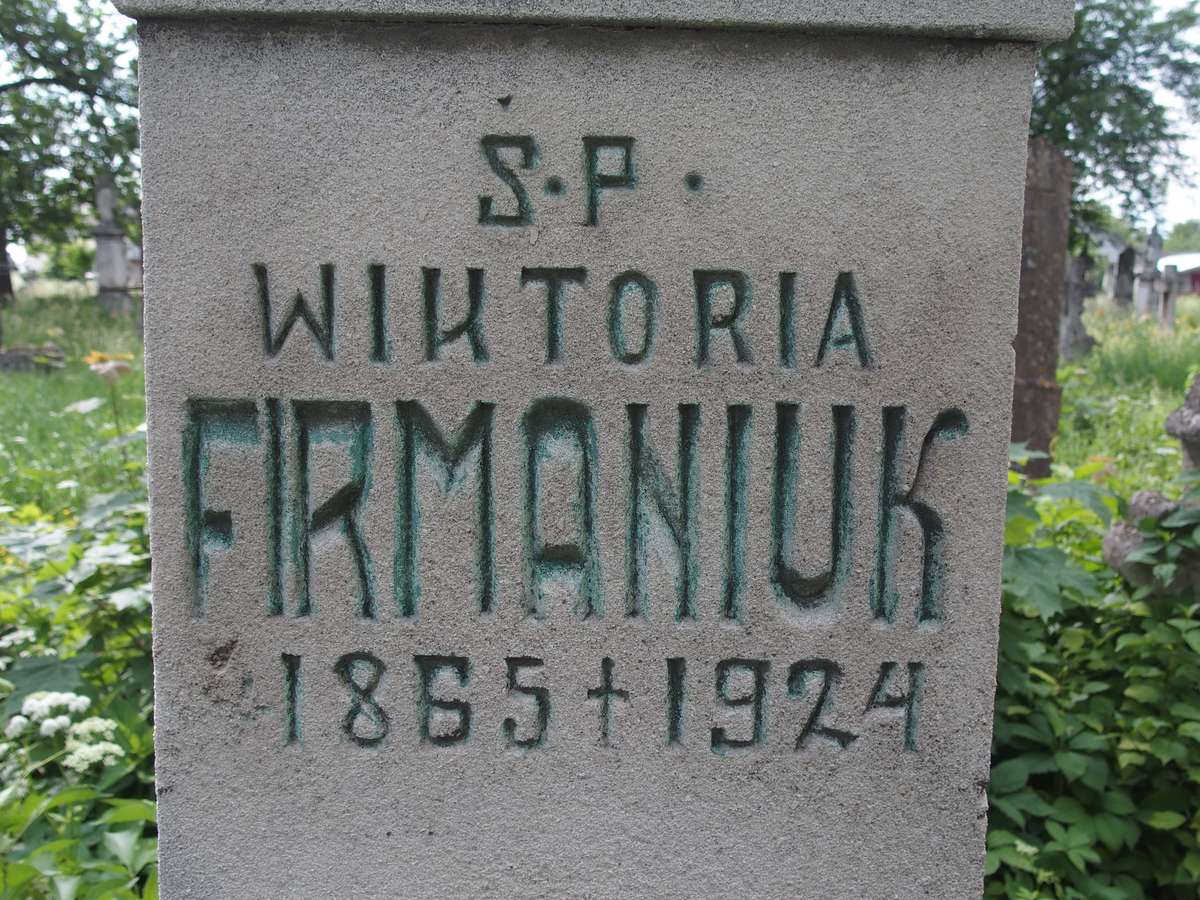 Ś·P·
WIKTORIA
FIRMANIUK
1865 † 1924